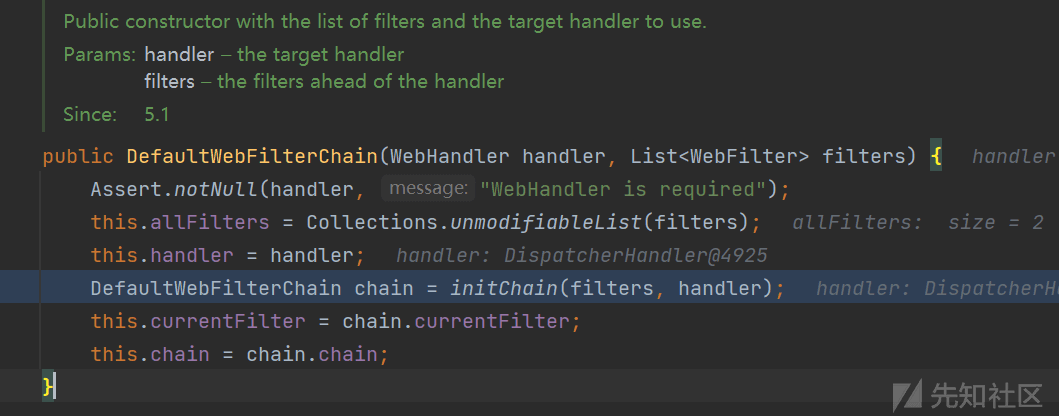 Public constructor with the list of filters and the target handler to use.
Params: handler – the target handler
filters – the filters ahead of the handler
Since: 5.1
public DefaultWebFilterChain(WebHandler handler, List<WebFilter> filters) { handler
Assert.notNull(handler, message: "WebHandler is required");
this.allFilters = Collections.unmodifiableList(filters); allFilters: size = 2
this.handler = handler; handler: DispatcherHandler@4925
DefaultWebFilterChain chain = initChain(filters, handler); handler: DispatcherH
this.currentFilter = chain.currentFilter;
this.chain = chain.chain;
}
先知社区